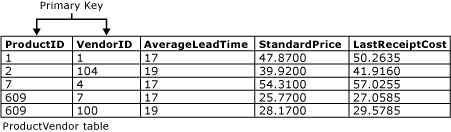 Primary Key
ProductID VendorID AverageLeadTime StandardPrice LastReceiptCost
1 1 17 47.8700 50.2635
2 104 19 39.9200 41.9160
7 4 17 54.3100 57.0255
609 7 17 25.7700 27.0585
609 100 19 28.1700 29.5785
ProductVendor table